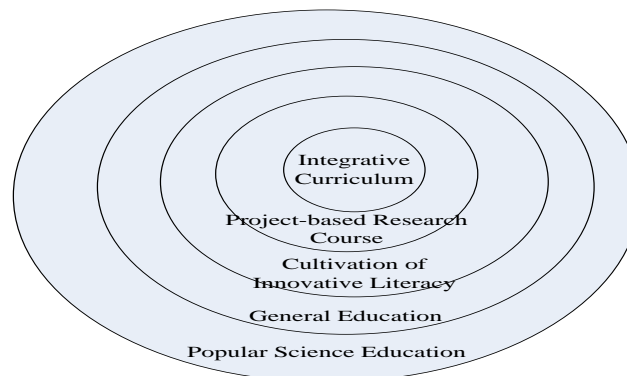 Integrative
Curriculum
Project-based Research
Course
Cultivation of
Innovative Literacy
General Education
Popular Science Education